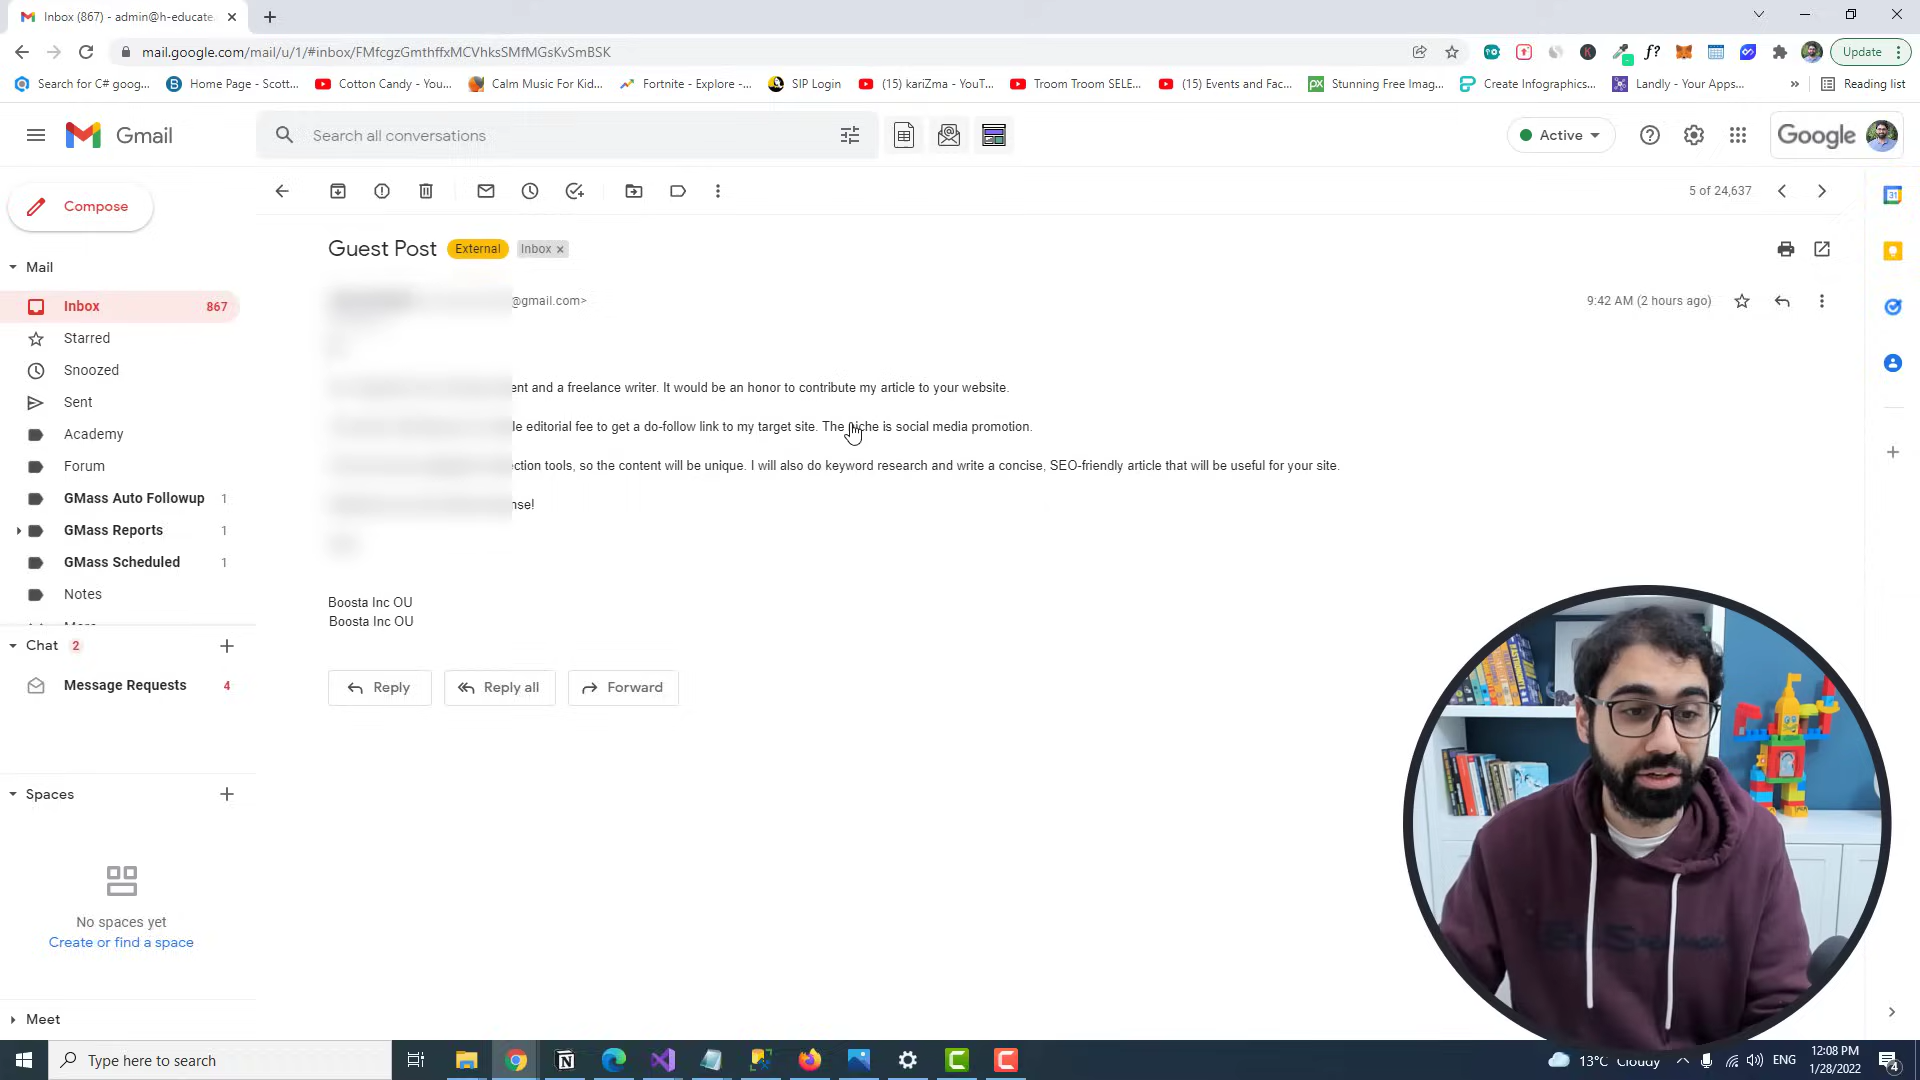 Inbox (867) - admin@h-educate
mail.google.com/mail/u/1/#inbox/FMfcgzGmthffxMCVhksSMfMGsKvSmBSK
Update
Search for C# goog...
Home Page - Scott...
Cotton Candy - You...
Calm Music For Kid...
Fortnite - Explore -...
SIP Login
(15) kariZma - YouT...
Troom Troom SELE...
(15) Events and Fac...
Stunning Free Imag...
Create Infographics...
Landly - Your Apps...
Reading list
Gmail
Search all conversations
Active
Google
Compose
5 of 24,637
Guest Post
External
Inbox
Mail
Inbox 867
Starred
Snoozed
Sent
Academy
Forum
GMass Auto Followup 1
GMass Reports 1
GMass Scheduled 1
Notes
@gmail.com>
9:42 AM (2 hours ago)
ent and a freelance writer. It would be an honor to contribute my article to your website.
le editorial fee to get a do-follow link to my target site. The niche is social media promotion.
ction tools, so the content will be unique. I will also do keyword research and write a concise, SEO-friendly article that will be useful for your site.
nse!
Boosta Inc OU
Boosta Inc OU
Reply
Reply all
Forward
Chat 2
Message Requests 4
Spaces
No spaces yet
Create or find a space
Meet
Type here to search
13°C Cloudy
ENG
12:08 PM
1/28/2022
4